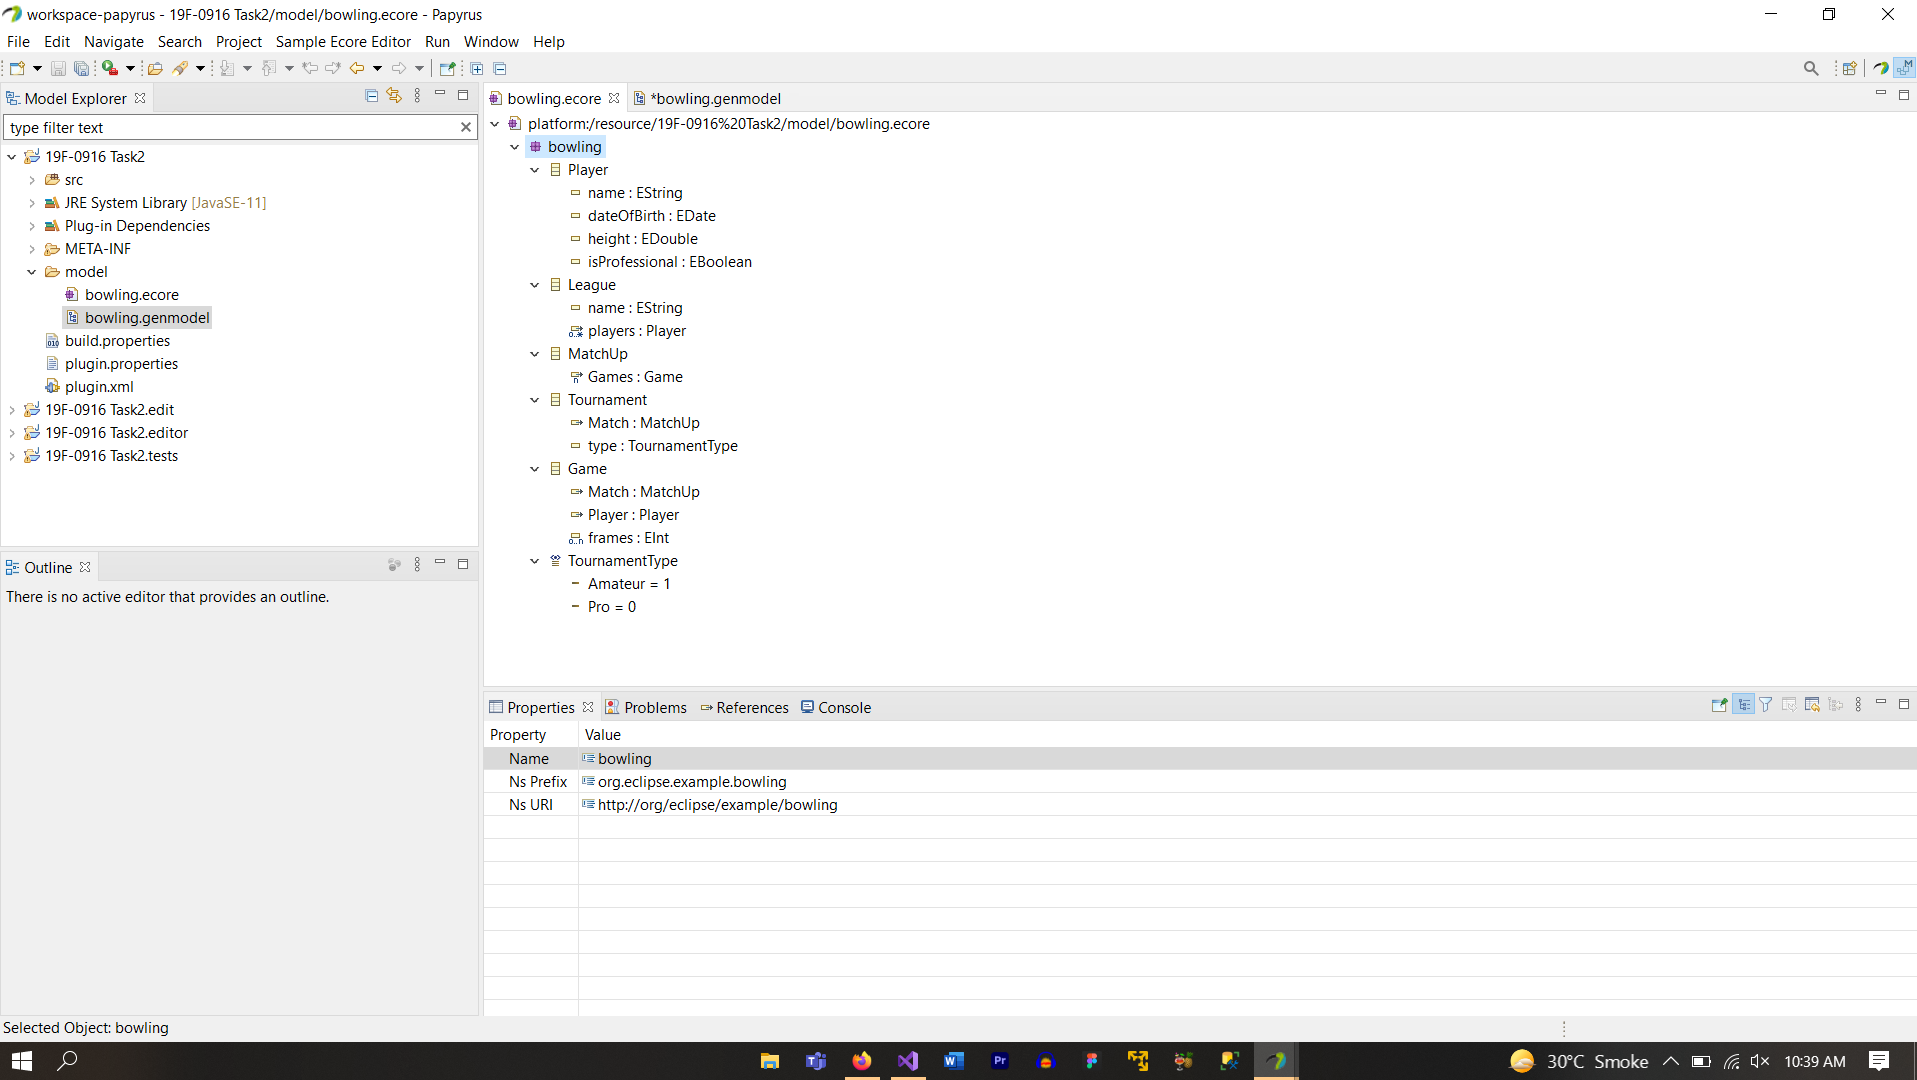 workspace-papyrus - 19F-0916 Task2/model/bowling.ecore - Papyrus
File Edit Navigate Search Project Sample Ecore Editor Run Window Help
Model Explorer
type filter text
19F-0916 Task2
src
JRE System Library [JavaSE-11]
Plug-in Dependencies
META-INF
model
bowling.ecore
bowling.genmodel
build.properties
plugin.properties
plugin.xml
19F-0916 Task2.edit
19F-0916 Task2.editor
19F-0916 Task2.tests
Outline
There is no active editor that provides an outline.
bowling.ecore *bowling.genmodel
platform:/resource/19F-0916%20Task2/model/bowling.ecore
bowling
Player
name : EString
dateOfBirth : EDate
height : EDouble
isProfessional : EBoolean
League
name : EString
players : Player
MatchUp
Games : Game
Tournament
Match : MatchUp
type : TournamentType
Game
Match : MatchUp
Player : Player
frames : EInt
TournamentType
Amateur = 1
Pro = 0
Properties Problems References Console
Property Value
Name bowling
Ns Prefix org.eclipse.example.bowling
Ns URI http://org/eclipse/example/bowling
Selected Object: bowling
30°C Smoke 10:39 AM